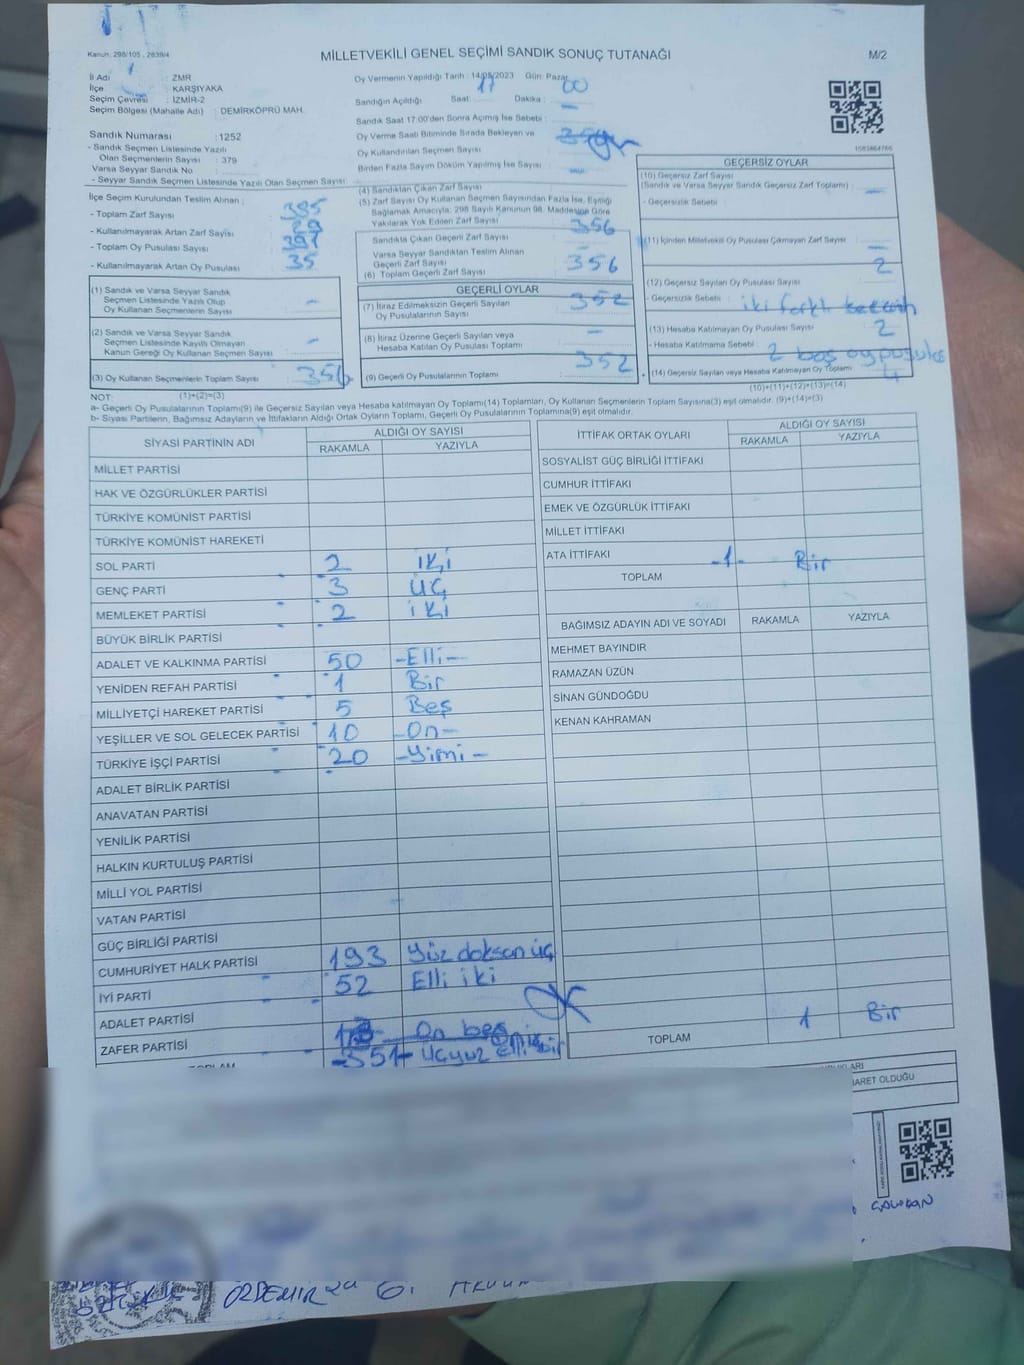 Kanun: 298/105 , 2839/4
MİLLETVEKİLİ GENEL SEÇİMİ SANDIK SONUÇ TUTANAĞI
M/2
İl Adı : ZMR
İlçe : KARŞIYAKA
Seçim Çevresi : İZMİR-2
Seçim Bölgesi (Mahalle Adı) : DEMİRKÖPRÜ MAH.
Sandık Numarası : 1252
- Sandık Seçmen Listesinde Yazılı
Olan Seçmenlerin Sayısı : 379
Varsa Seyyar Sandık No :
- Seyyar Sandık Seçmen Listesinde Yazılı Olan Seçmen Sayısı :
Oy Vermenin Yapıldığı Tarih : 14/05/2023 Gün: Pazar
Sandığın Açıldığı Saat : 17 Dakika : 00
Sandık Saat 17:00'den Sonra Açılmış İse Sebebi : -
Oy Verme Saati Bitiminde Sırada Bekleyen ve
Oy Kullandırılan Seçmen Sayısı :
Birden Fazla Sayım Döküm Yapılmış İse Sayısı : -
İlçe Seçim Kurulundan Teslim Alınan :
- Toplam Zarf Sayısı
- Kullanılmayarak Artan Zarf Sayısı
- Toplam Oy Pusulası Sayısı
- Kullanılmayarak Artan Oy Pusulası 35
(1) Sandık ve Varsa Seyyar Sandık
Seçmen Listesinde Yazılı Olup
Oy Kullanan Seçmenlerin Sayısı -
(2) Sandık ve Varsa Seyyar Sandık
Seçmen Listesinde Kayıtlı Olmayan
Kanun Gereği Oy Kullanan Seçmen Sayısı -
(3) Oy Kullanan Seçmenlerin Toplam Sayısı 356
(1)+(2)=(3)
(4) Sandıktan Çıkan Zarf Sayısı
(5) Zarf Sayısı Oy Kullanan Seçmen Sayısından Fazla İse, Eşitliği
Sağlamak Amacıyla; 298 Sayılı Kanunun 98. Maddesine Göre
Yakılarak Yok Edilen Zarf Sayısı
356
Sandıkta Çıkan Geçerli Zarf Sayısı
Varsa Seyyar Sandıktan Teslim Alınan
Geçerli Zarf Sayısı
(6) Toplam Geçerli Zarf Sayısı 356
GEÇERLİ OYLAR
(7) İtiraz Edilmeksizin Geçerli Sayılan
Oy Pusulalarının Sayısı 352
(8) İtiraz Üzerine Geçerli Sayılan veya
Hesaba Katılan Oy Pusulası Toplamı -
(9) Geçerli Oy Pusulalarının Toplamı 352
GEÇERSİZ OYLAR
(10) Geçersiz Zarf Sayısı
(Sandık ve Varsa Seyyar Sandık Geçersiz Zarf Toplamı) : -
- Geçersizlik Sebebi :
(11) İçinden Milletvekili Oy Pusulası Çıkmayan Zarf Sayısı -
(12) Geçersiz Oy Pusulası Sayısı 2
- Geçersizlik Sebebi : iki farklı
(13) Hesaba Katılmayan Oy Pusulası Sayısı 2
- Hesaba Katılmama Sebebi : 2 boş oy pusulası
(14) Geçersiz Sayılan veya Hesaba Katılmayan Oy Toplamı 4
(10)+(11)+(12)+(13)=(14)
NOT:
a- Geçerli Oy Pusulaları Toplamı(9) ile Geçersiz Sayılan veya Hesaba katılmayan Oy Toplamı(14) Toplamları, Oy Kullanan Seçmenlerin Toplam Sayısına(3) eşit olmalıdır. (9)+(14)=(3)
b- Siyasi Partilerin, Bağımsız Adayların ve İttifakların Aldığı Ortak Oyların Toplamı, Geçerli Oy Pusulalarının Toplamına(9) eşit olmalıdır.
SİYASİ PARTİNİN ADI ALDIĞI OY SAYISI
RAKAMLA YAZIYLA
MİLLET PARTİSİ
HAK VE ÖZGÜRLÜKLER PARTİSİ
TÜRKİYE KOMÜNİST PARTİSİ
TÜRKİYE KOMÜNİST HAREKETİ
SOL PARTİ 2 İki
GENÇ PARTİ 3 ÜÇ
MEMLEKET PARTİSİ 2 iki
BÜYÜK BİRLİK PARTİSİ
ADALET VE KALKINMA PARTİSİ 50 -Elli-
YENİDEN REFAH PARTİSİ 1 Bir
MİLLİYETÇİ HAREKET PARTİSİ 5 Beş
YEŞİLLER VE SOL GELECEK PARTİSİ 10 -On-
TÜRKİYE İŞÇİ PARTİSİ 20 -Yirmi-
ADALET BİRLİK PARTİSİ
ANAVATAN PARTİSİ
YENİLİK PARTİSİ
HALKIN KURTULUŞ PARTİSİ
MİLLİ YOL PARTİSİ
VATAN PARTİSİ
GÜÇ BİRLİĞİ PARTİSİ
CUMHURİYET HALK PARTİSİ 193 Yüz doksan üç
İYİ PARTİ 52 Elli iki
ADALET PARTİSİ
ZAFER PARTİSİ On beş
-351- Üçyüz Elli bir
İTTİFAK ORTAK OYLARI ALDIĞI OY SAYISI
RAKAMLA YAZIYLA
SOSYALİST GÜÇ BİRLİĞİ İTTİFAKI
CUMHUR İTTİFAKI
EMEK VE ÖZGÜRLÜK İTTİFAKI
MİLLET İTTİFAKI
ATA İTTİFAKI -1- Bir
TOPLAM
BAĞIMSIZ ADAYIN ADI VE SOYADI RAKAMLA YAZIYLA
MEHMET BAYINDIR
RAMAZAN ÜZÜN
SİNAN GÜNDOĞDU
KENAN KAHRAMAN
TOPLAM 1 Bir
ARET OLDUĞU
ÖZDEMİR